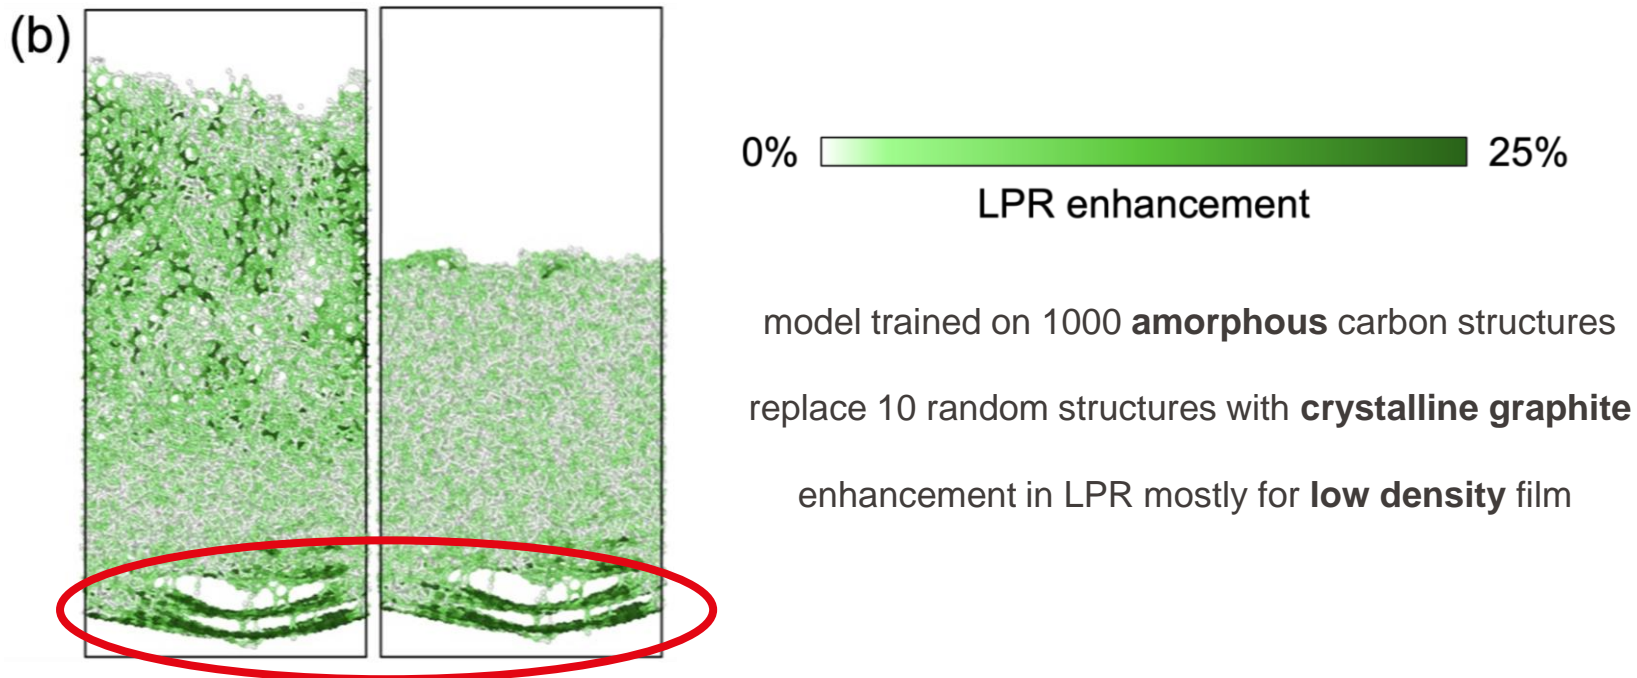 (b)
0%
25%
LPR enhancement
model trained on 1000 amorphous carbon structures
replace 10 random structures with crystalline graphite
enhancement in LPR mostly for low density film